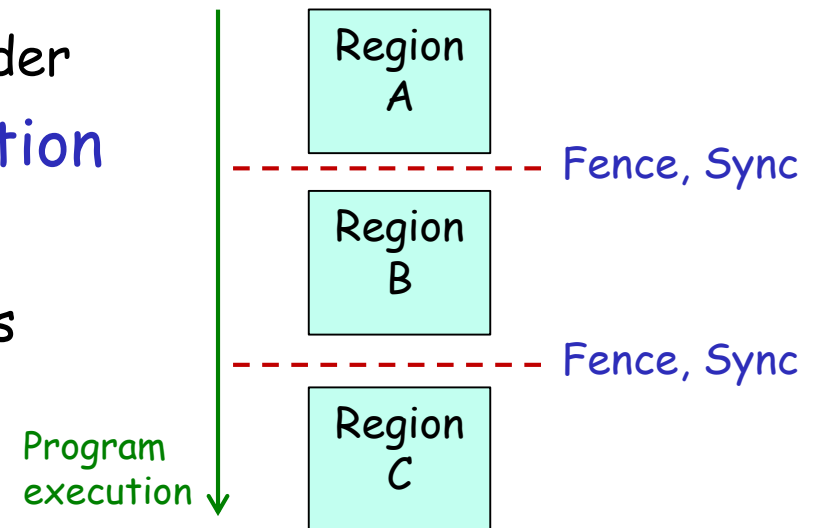 der
Region
A
tion
Fence, Sync
Region
B
s
Fence, Sync
Region
C
Program
execution